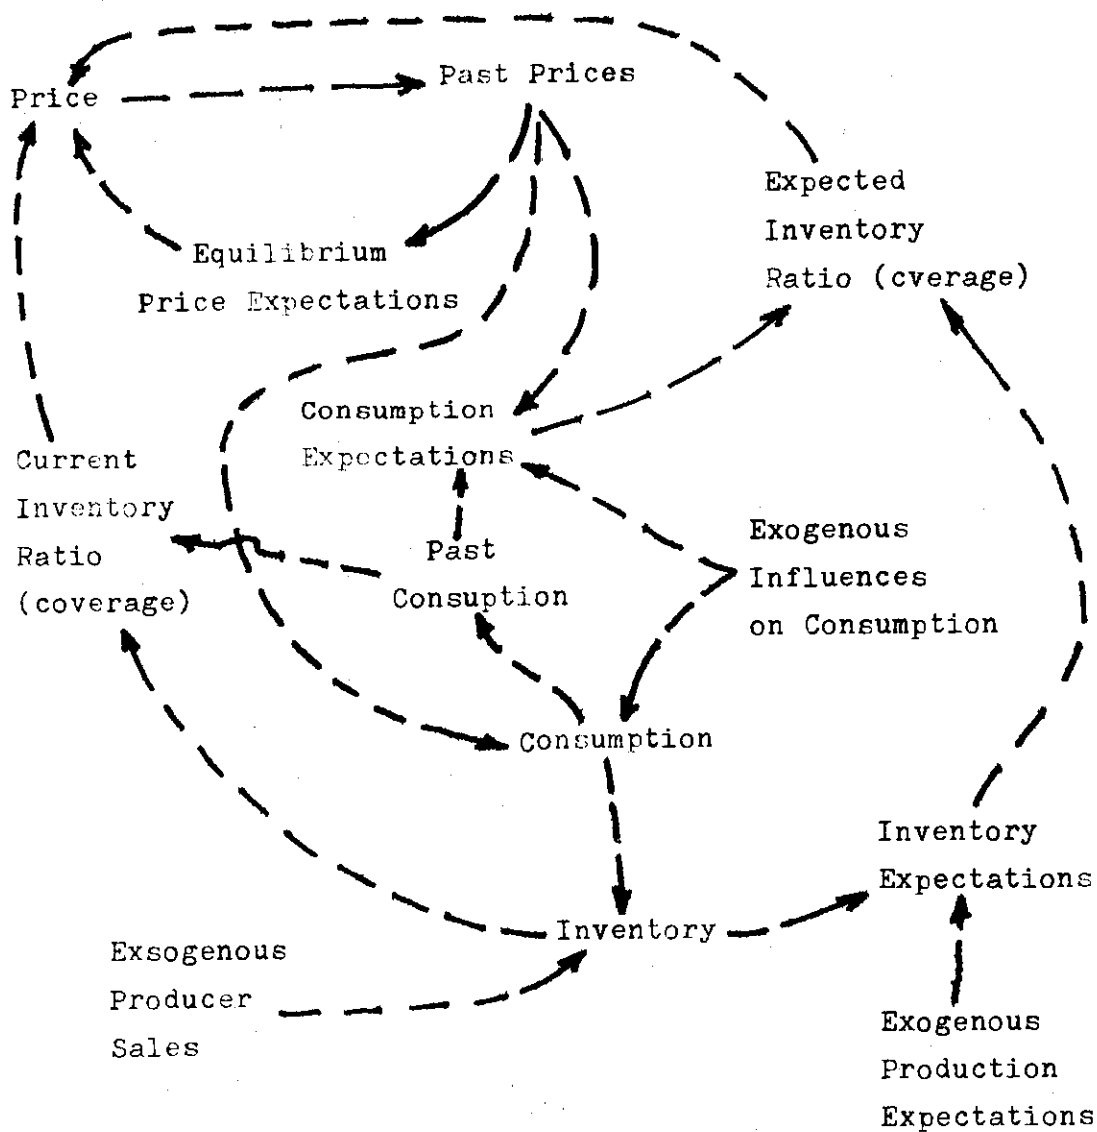 Past Prices
Price
Expected
Inventory
Ratio (cverage)
Equilibrium
Price Expectations
Consumption
Expectations
Current
Inventory
Ratio
(coverage)
Past
Consuption
Exogenous
Influences
on Consumption
Consumption
Inventory
Expectations
Inventory
Exsogenous
Producer
Sales
Exogenous
Production
Expectations